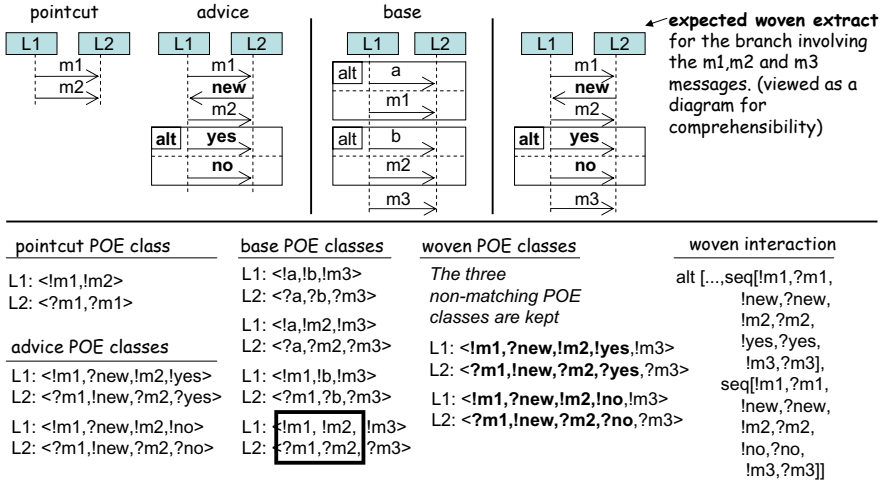 pointcut
L1 L2
m1
m2
advice
L1 L2
m1
new
m2
alt yes
no
base
L1 L2
alt a
m1
alt b
m2
m3
L1 L2
m1
new
m2
alt yes
no
m3
expected woven extract
for the branch involving
the m1,m2 and m3
messages. (viewed as a
diagram for
comprehensibility)
pointcut POE class
L1: <!m1,!m2>
L2: <?m1,?m1>
advice POE classes
L1: <!m1,?new,!m2,!yes>
L2: <?m1,!new,?m2,?yes>
L1: <!m1,?new,!m2,!no>
L2: <?m1,!new,?m2,?no>
base POE classes
L1: <!a,!b,!m3>
L2: <?a,?b,?m3>
L1: <!a,!m2,!m3>
L2: <?a,?m2,?m3>
L1: <!m1,!b,!m3>
L2: <?m1,?b,?m3>
L1: <!m1, !m2, !m3>
L2: <?m1,?m2, ?m3>
woven POE classes
The three
non-matching POE
classes are kept
L1: <!m1,?new,!m2,!yes,!m3>
L2: <?m1,!new,?m2,?yes,?m3>
L1: <!m1,?new,!m2,!no,!m3>
L2: <?m1,!new,?m2,?no,?m3>
woven interaction
alt [...,seq[!m1,?m1,
!new,?new,
!m2,?m2,
!yes,?yes,
!m3,?m3],
seq[!m1,?m1,
!new,?new,
!m2,?m2,
!no,?no,
!m3,?m3]]